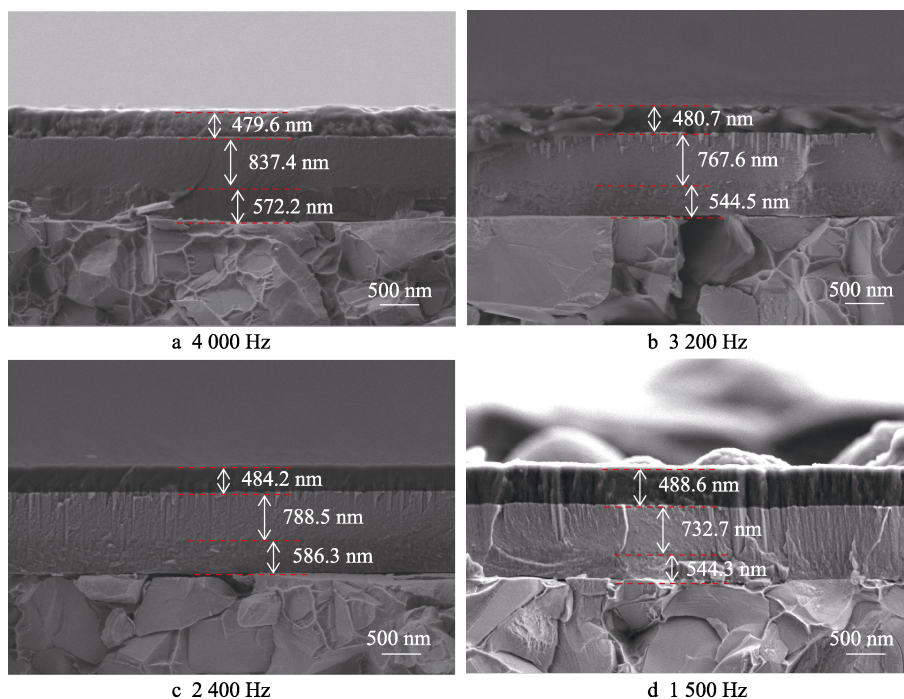 479.6 nm
837.4 nm
572.2 nm
500 nm
a 4 000 Hz
480.7 nm
767.6 nm
544.5 nm
500 nm
b 3 200 Hz
484.2 nm
788.5 nm
586.3 nm
500 nm
c 2 400 Hz
488.6 nm
732.7 nm
544.3 nm
500 nm
d 1 500 Hz